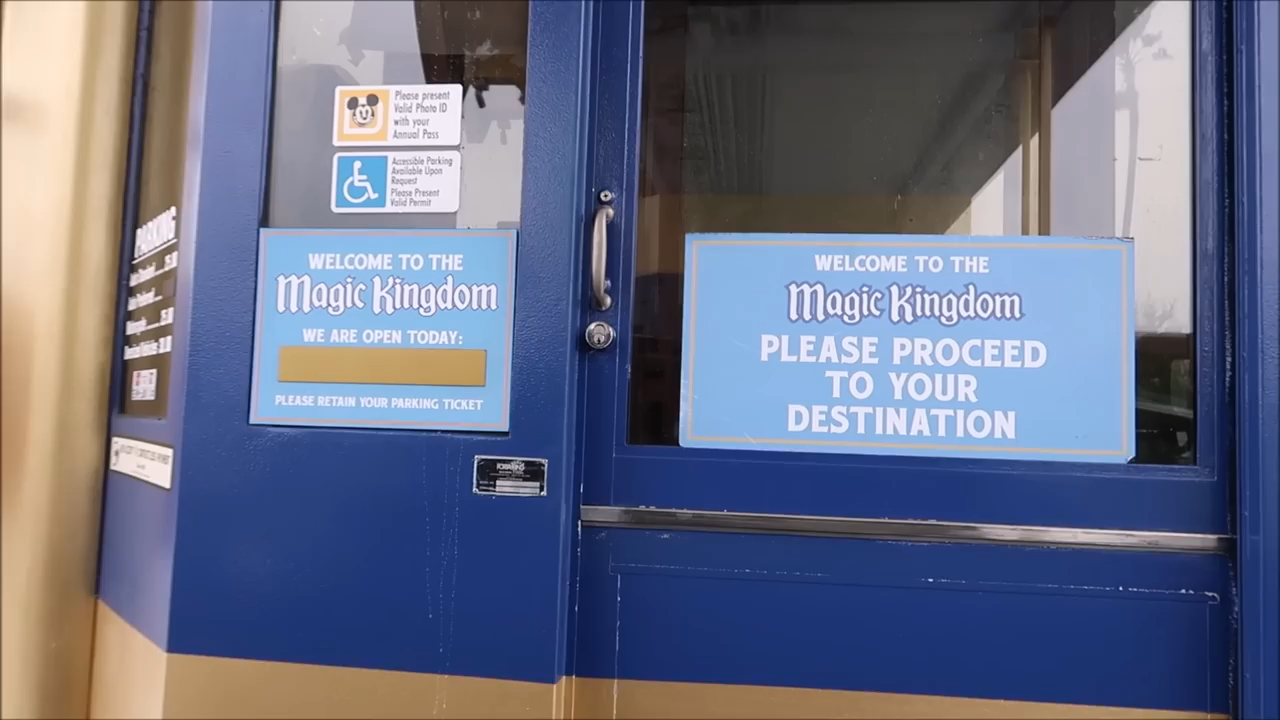 Please present
Valid Photo ID
with your
Annual Pass
Accessible Parking
Available Upon
Request
Please Present
Valid Permit
PARKING
WELCOME TO THE
Magic Kingdom
WE ARE OPEN TODAY:
PLEASE RETAIN YOUR PARKING TICKET
WELCOME TO THE
Magic Kingdom
PLEASE PROCEED
TO YOUR
DESTINATION